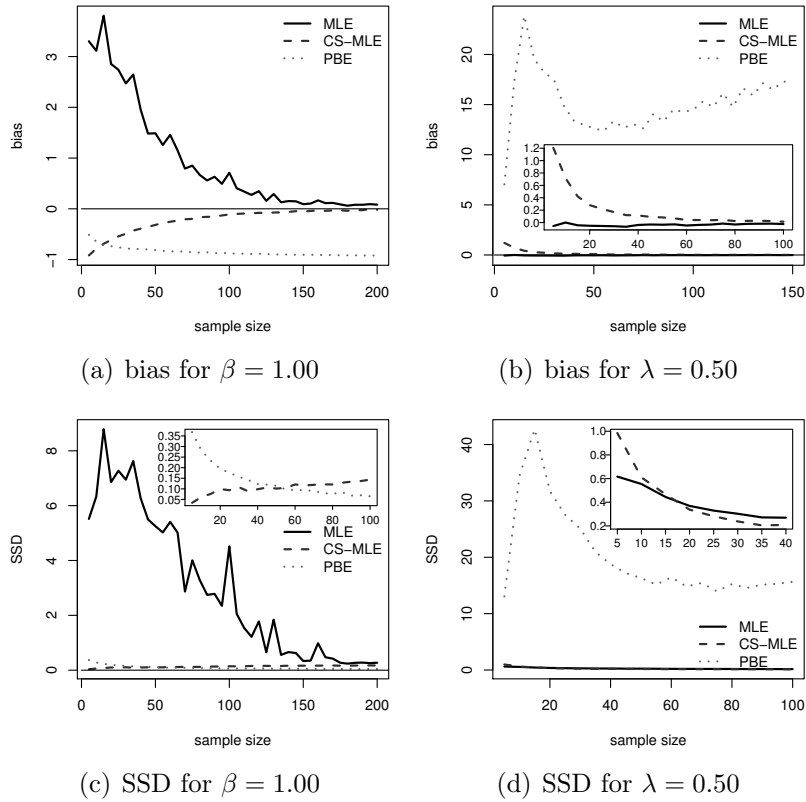 MLE
CS−MLE
PBE
bias
3
2
1
0
−1
0 50 100 150 200
sample size
(a) bias for β = 1.00
MLE
CS−MLE
PBE
bias
20
15
10
5
0
1.2
1.0
0.8
0.6
0.4
0.2
0.0
20 40 60 80 100
0 50 100 150
sample size
(b) bias for λ = 0.50
SSD
8
6
4
2
0
0.35
0.30
0.25
0.20
0.15
0.10
0.05
20 40 60 80 100
MLE
CS−MLE
PBE
0 50 100 150 200
sample size
(c) SSD for β = 1.00
SSD
40
30
20
10
0
1.0
0.8
0.6
0.4
0.2
5 10 15 20 25 30 35 40
MLE
CS−MLE
PBE
20 40 60 80 100
sample size
(d) SSD for λ = 0.50